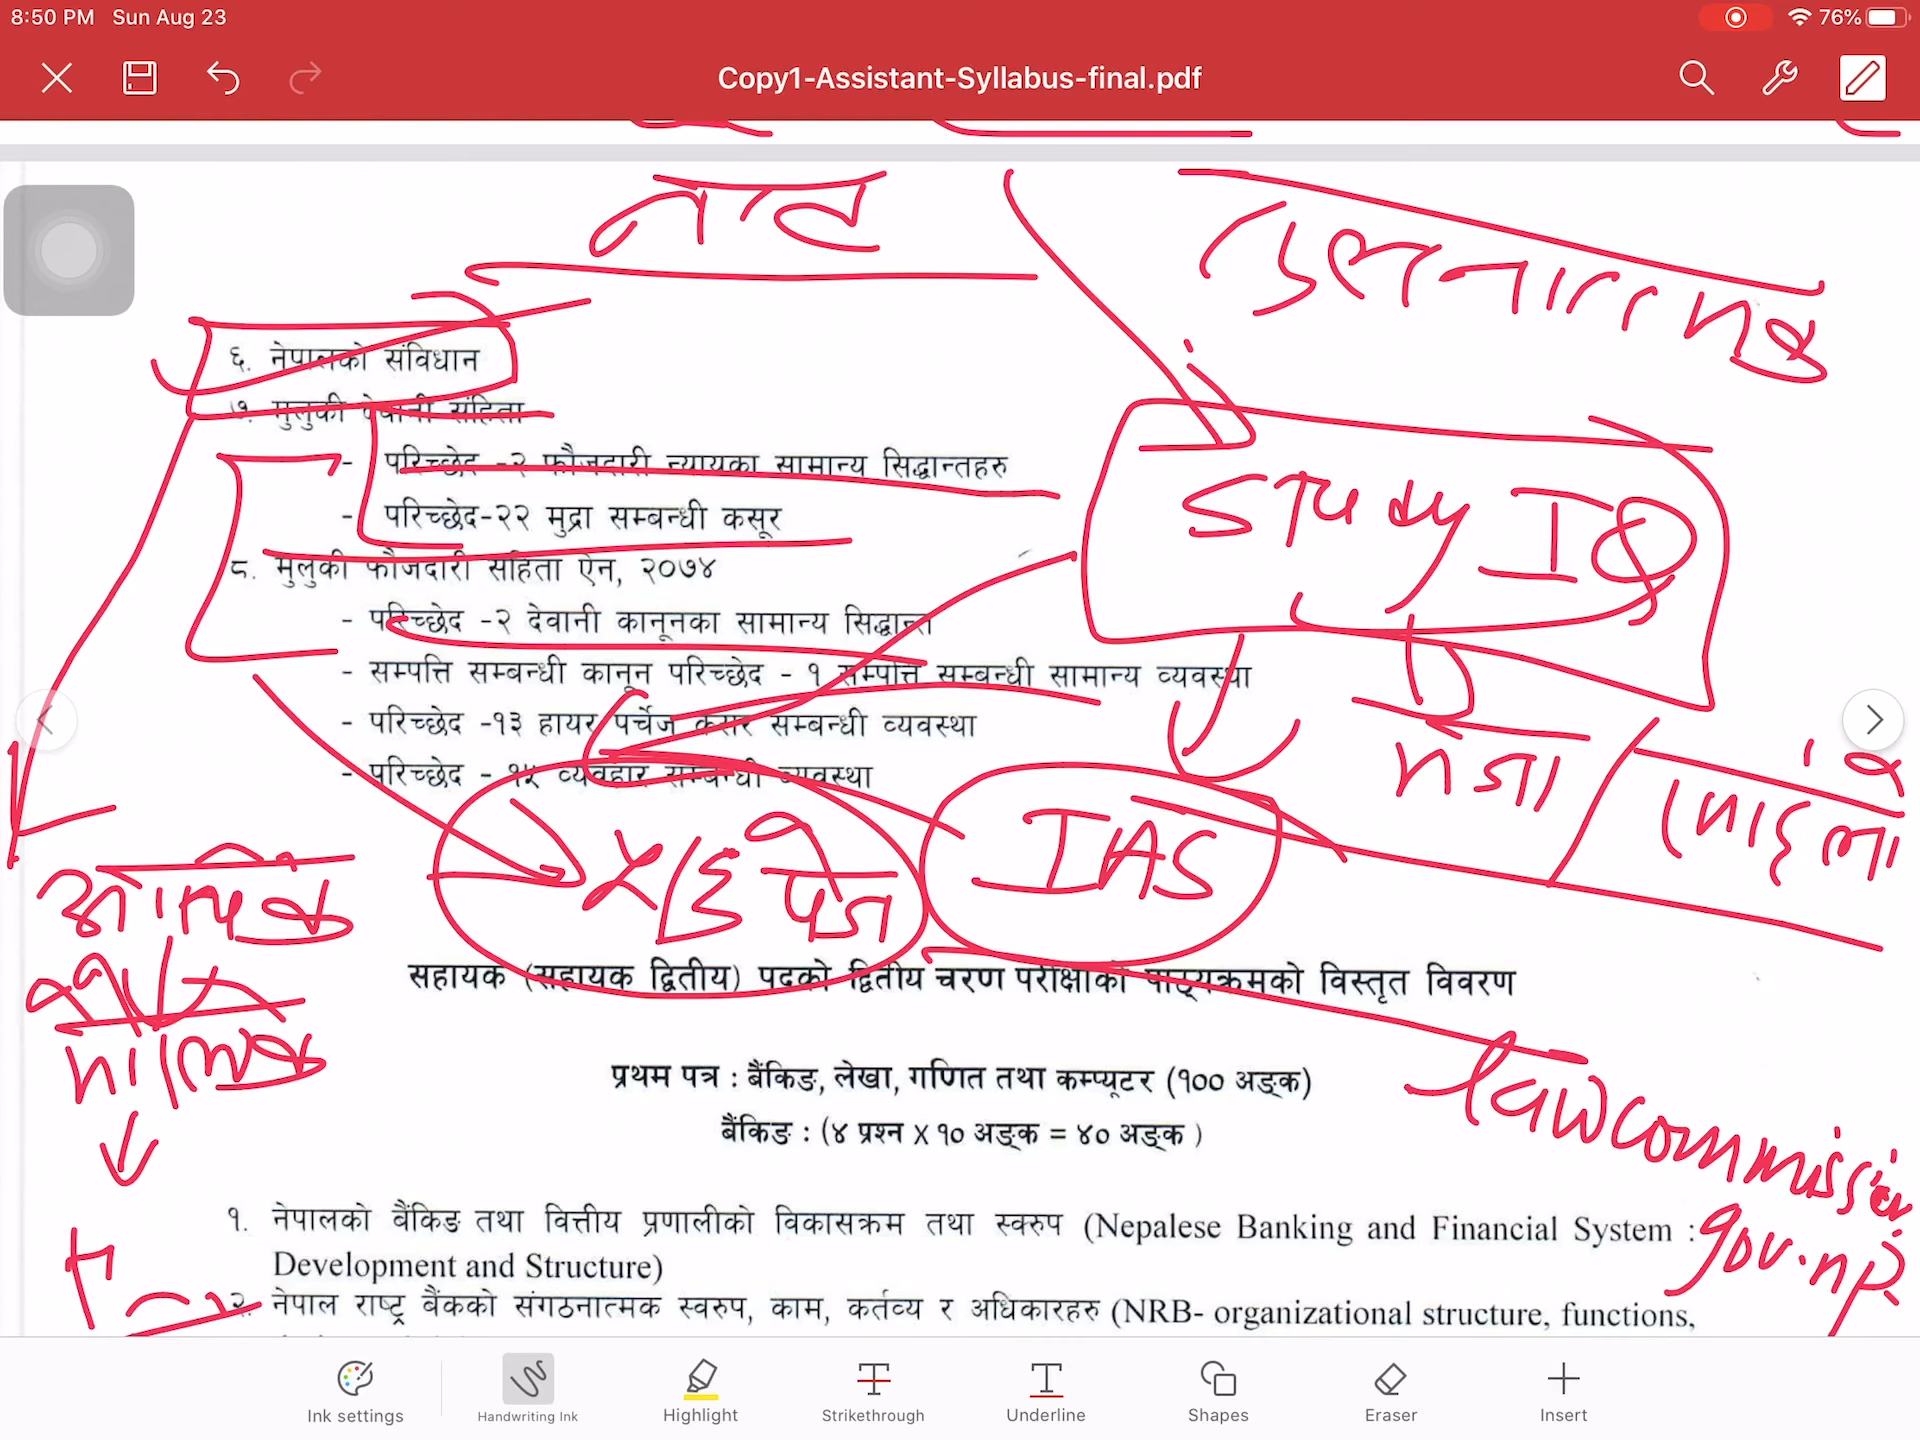 8:50 PM Sun Aug 23
76%
Copy1-Assistant-Syllabus-final.pdf
६. नेपालको संविधान
७. मुलुकी देवानी संहिता
- परिच्छेद -२ फौजदारी न्यायका सामान्य सिद्धान्तहरु
- परिच्छेद-२२ मुद्रा सम्बन्धी कसूर
८. मुलुकी फौजदारी संहिता ऐन, २०७४
- परिच्छेद -२ देवानी कानूनका सामान्य सिद्धान्त
- सम्पत्ति सम्बन्धी कानून परिच्छेद - १ सम्पत्ति सम्बन्धी सामान्य व्यवस्था
- परिच्छेद -१३ हायर पर्चेज करार सम्बन्धी व्यवस्था
- परिच्छेद - १५ व्यवहार सम्बन्धी व्यवस्था
Study IQ
IAS
सहायक (सहायक द्वितीय) पदको द्वितीय चरण परीक्षाको पाठ्यक्रमको विस्तृत विवरण
प्रथम पत्र : बैंकिङ, लेखा, गणित तथा कम्प्यूटर (१०० अङ्क)
बैंकिङ : (४ प्रश्न X १० अङ्क = ४० अङ्क )
lawcommission
gov.np
१. नेपालको बैंकिङ तथा वित्तीय प्रणालीको विकासक्रम तथा स्वरुप (Nepalese Banking and Financial System :
Development and Structure)
२. नेपाल राष्ट्र बैंकको संगठनात्मक स्वरुप, काम, कर्तव्य र अधिकारहरु (NRB- organizational structure, functions,
Ink settings
Handwriting Ink
Highlight
Strikethrough
Underline
Shapes
Eraser
Insert